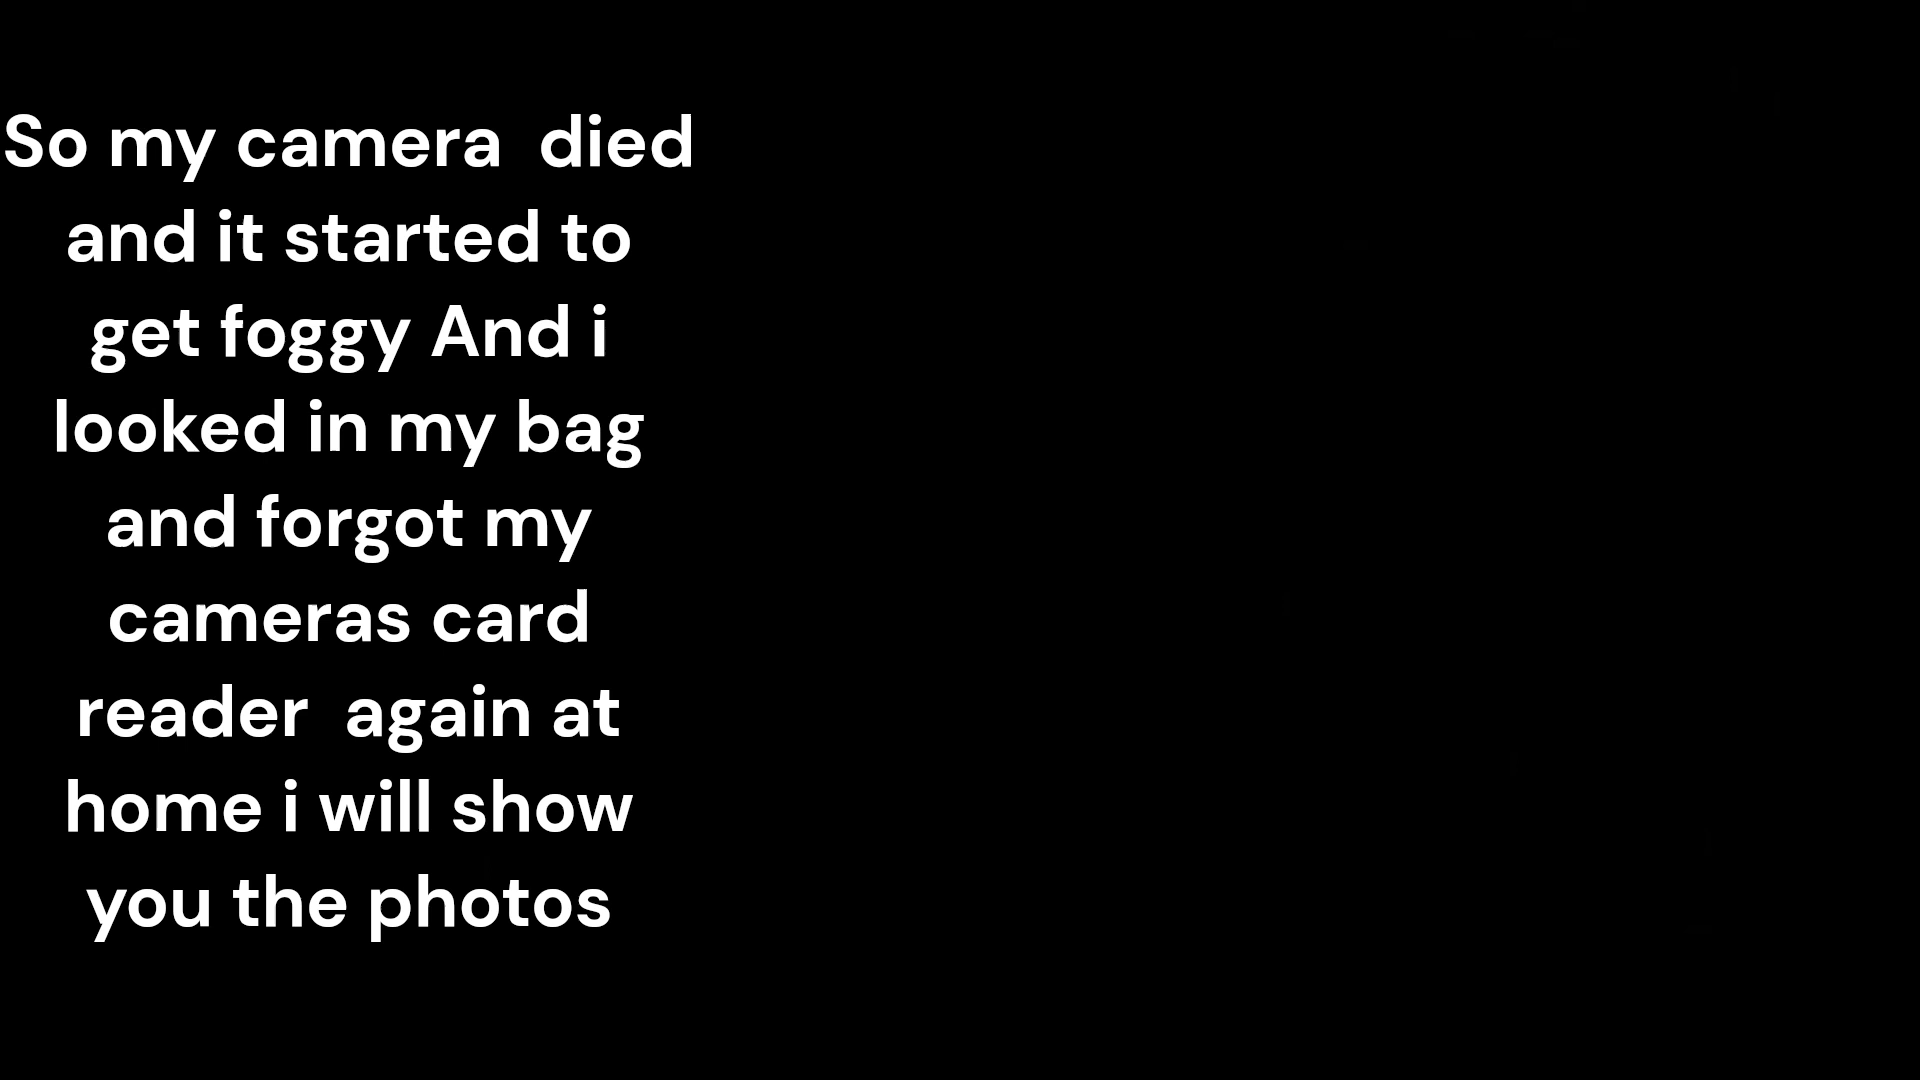 So my camera  died
and it started to
get foggy And i
looked in my bag
and forgot my
cameras card
reader  again at
home i will show
you the photos